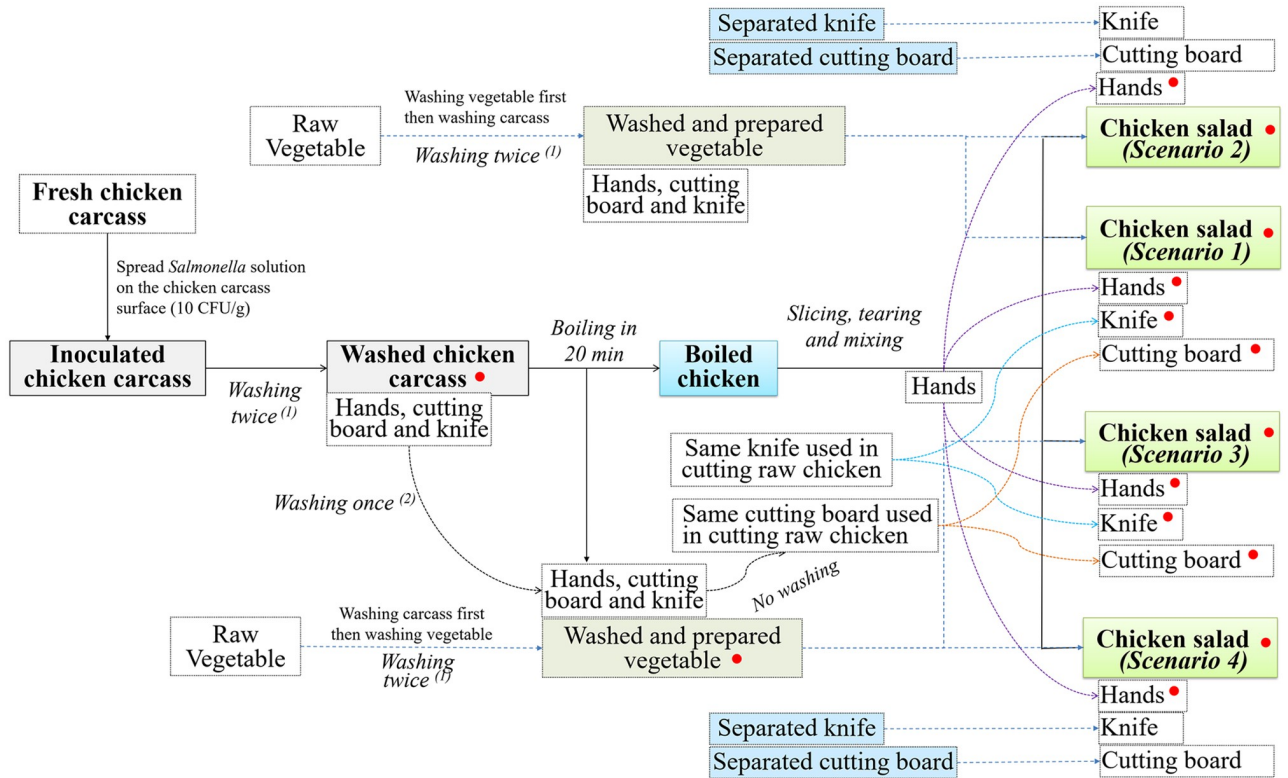 Separated knife
Separated cutting board
Knife
Cutting board
Hands
Raw
Vegetable
Washing vegetable first
then washing carcass
Washing twice (1)
Washed and prepared
vegetable
Hands, cutting
board and knife
Chicken salad
(Scenario 2)
Fresh chicken
carcass
Spread Salmonella solution
on the chicken carcass
surface (10 CFU/g)
Chicken salad
(Scenario 1)
Hands
Knife
Cutting board
Inoculated
chicken carcass
Washing
twice (1)
Washed chicken
carcass
Hands, cutting
board and knife
Boiling in
20 min
Boiled
chicken
Slicing, tearing
and mixing
Hands
Washing once (2)
Same knife used in
cutting raw chicken
Same cutting board used
in cutting raw chicken
Chicken salad
(Scenario 3)
Hands
Knife
Cutting board
Hands, cutting
board and knife
No washing
Raw
Vegetable
Washing carcass first
then washing vegetable
Washing
twice (1)
Washed and prepared
vegetable
Chicken salad
(Scenario 4)
Hands
Separated knife
Separated cutting board
Knife
Cutting board